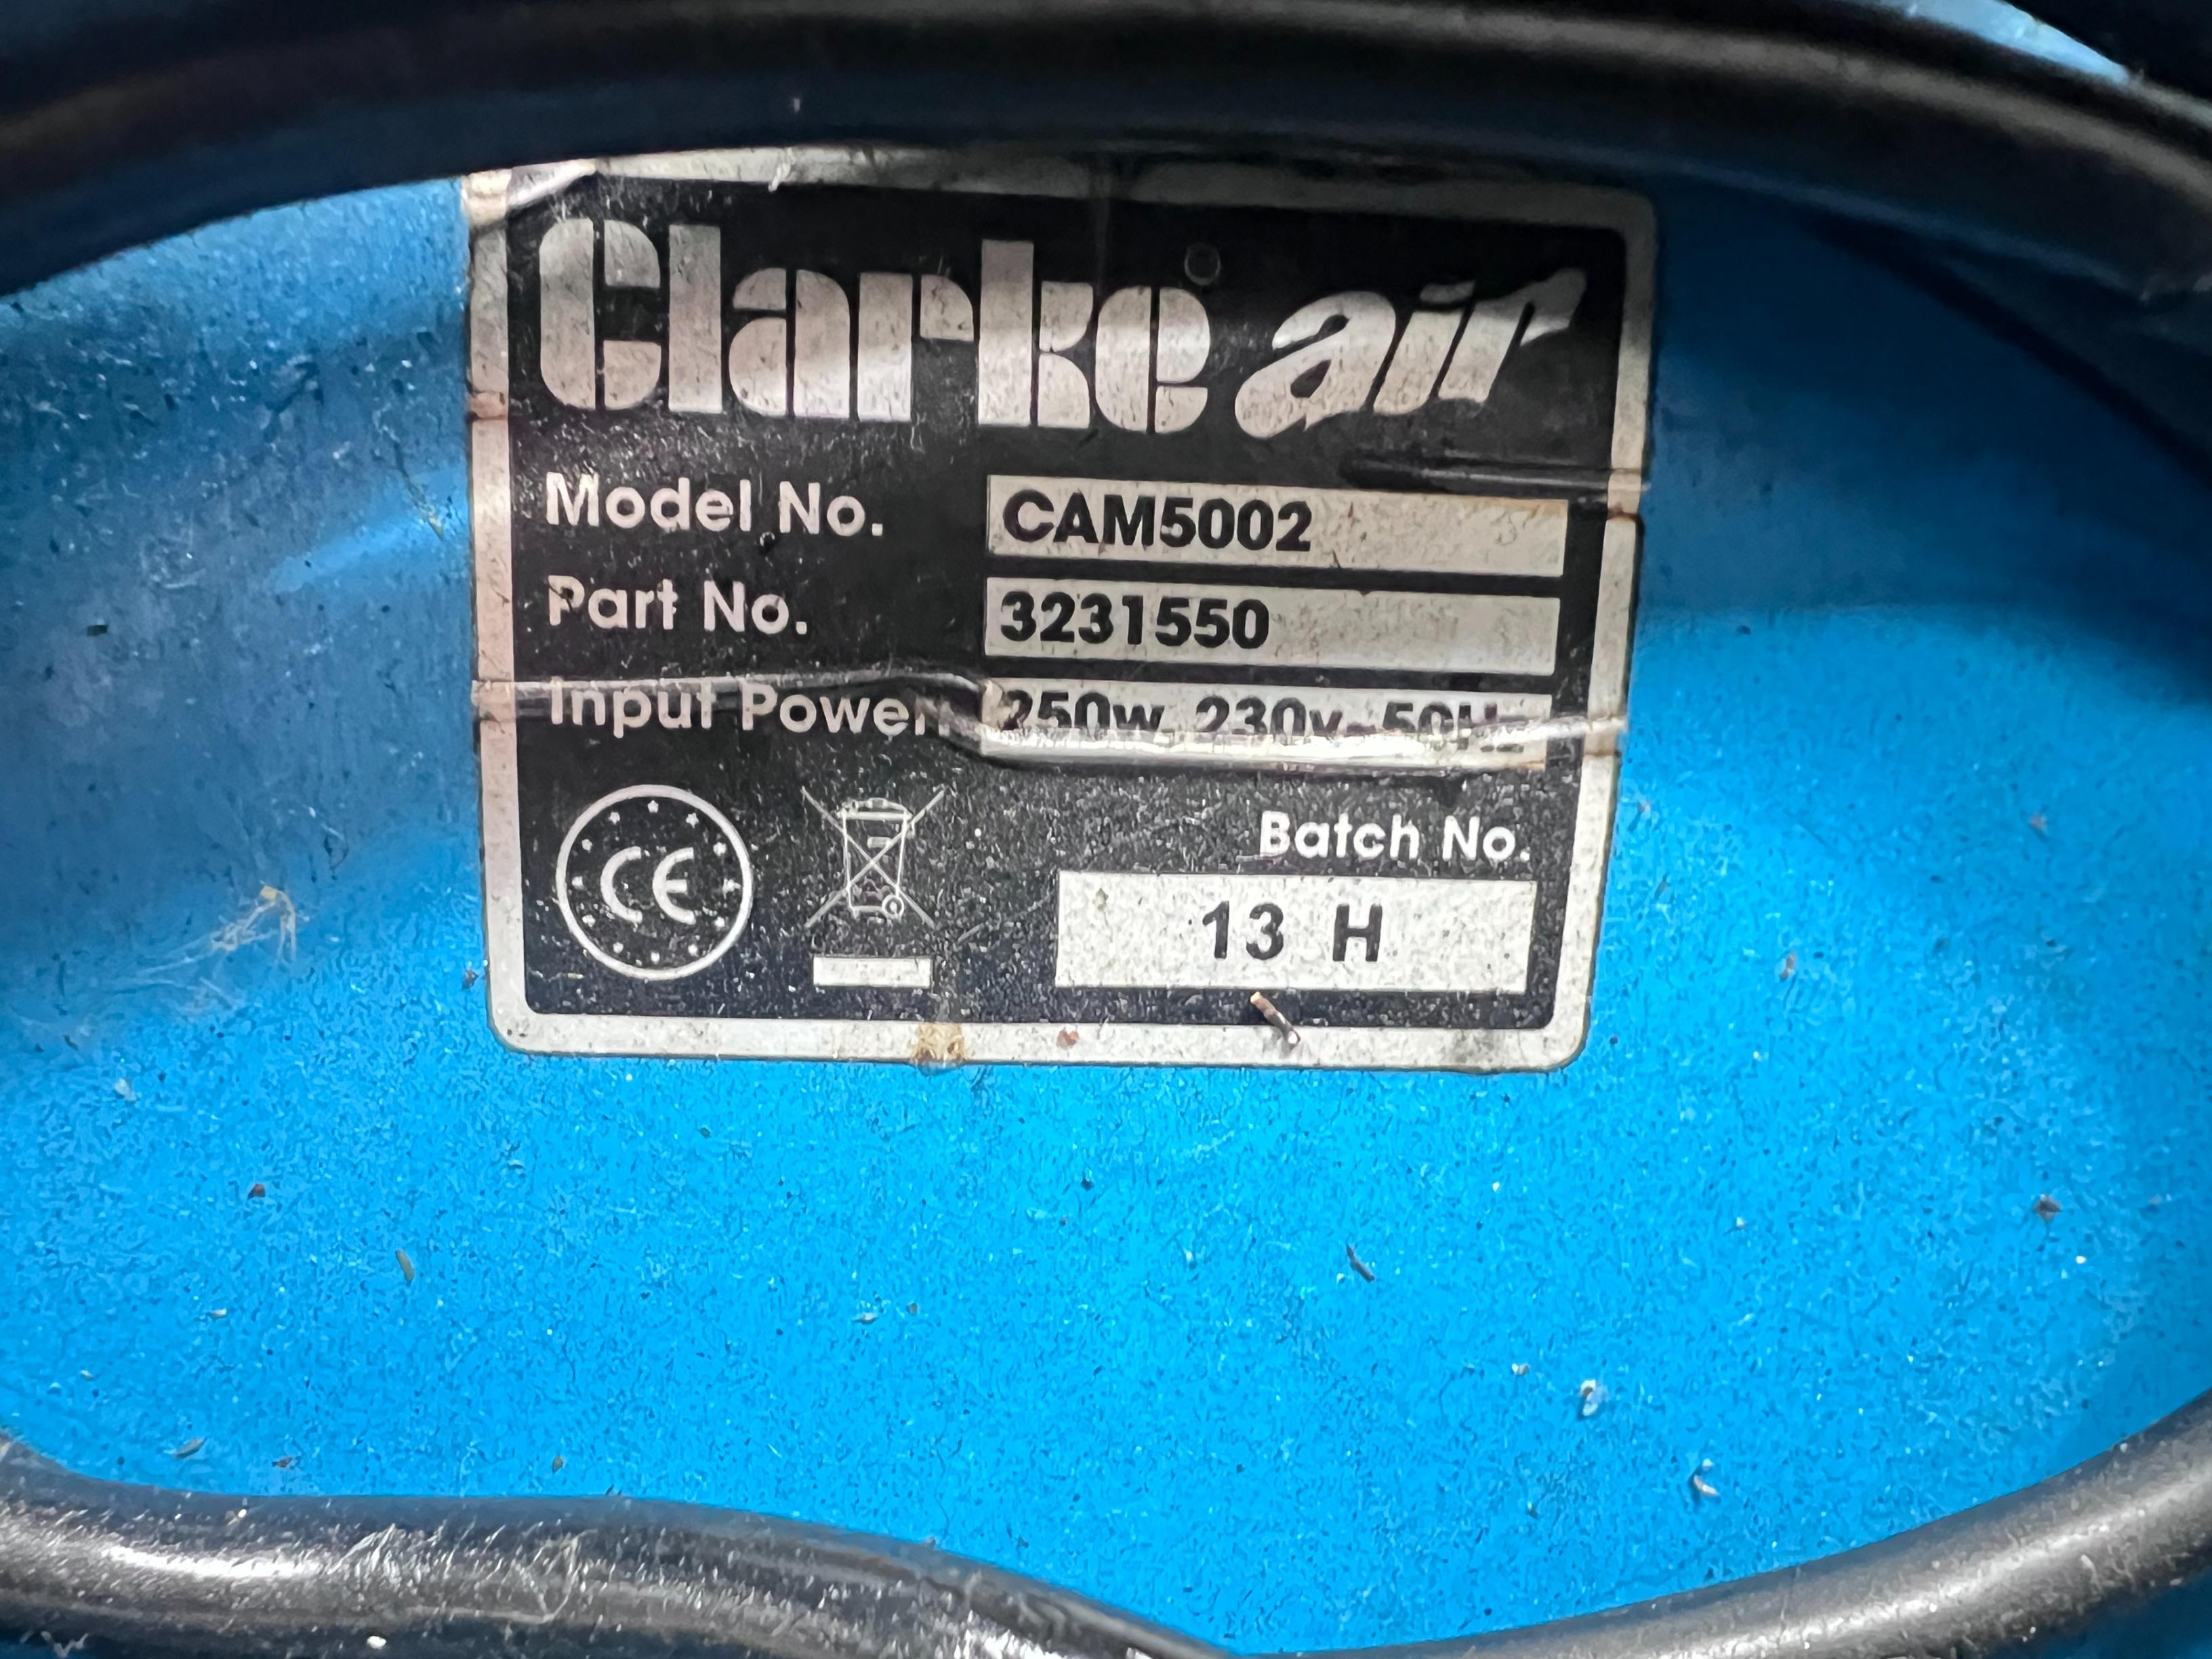 Clarke air
Model No. CAM5002
Part No. 3231550
Input Power: 250w 230v~50Hz
CE
Batch No.
13 H